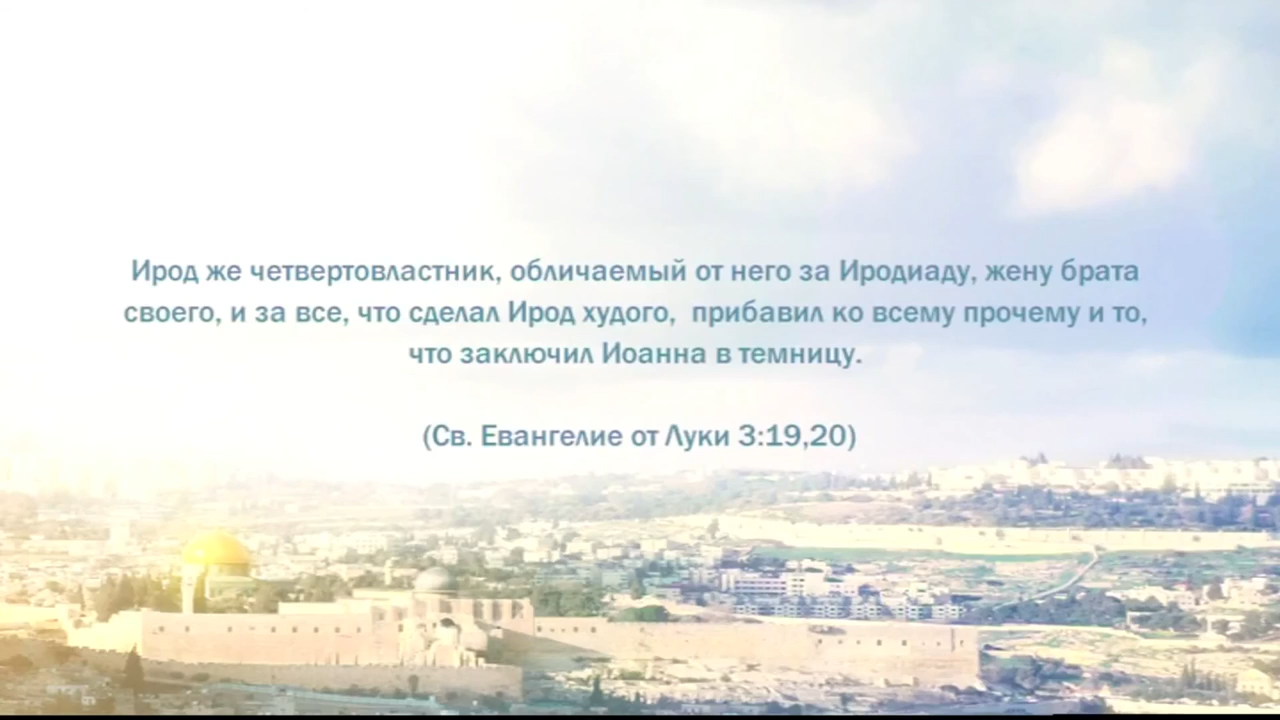 Ирод же четвертовластник, обличаемый от него за Иродиаду, жену брата
своего, и за все, что сделал Ирод худого,  прибавил ко всему прочему и то,
что заключил Иоанна в темницу.
(Св. Евангелие от Луки 3:19,20)